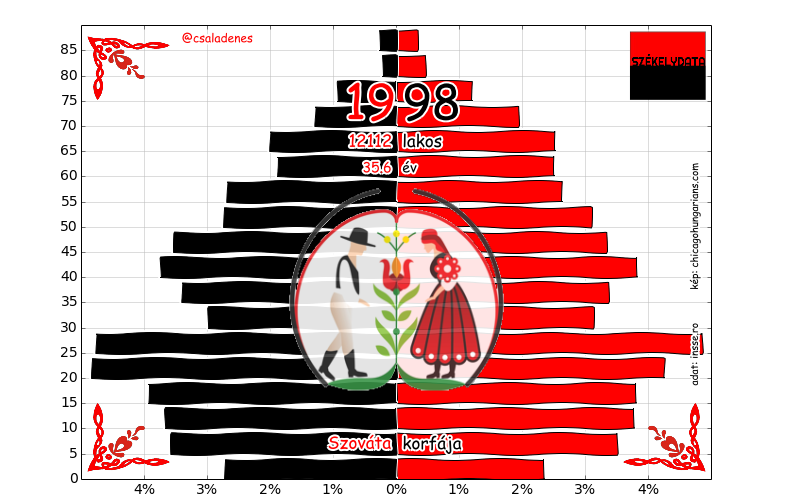 @csaladenes
SZÉKELYDATA
1998
12112 lakos
35.6 év
kép: chicagohungarians.com
adat: insse.ro
Szováta korfája
85
80
75
70
65
60
55
50
45
40
35
30
25
20
15
10
5
0
4% 3% 2% 1% 0% 1% 2% 3% 4%